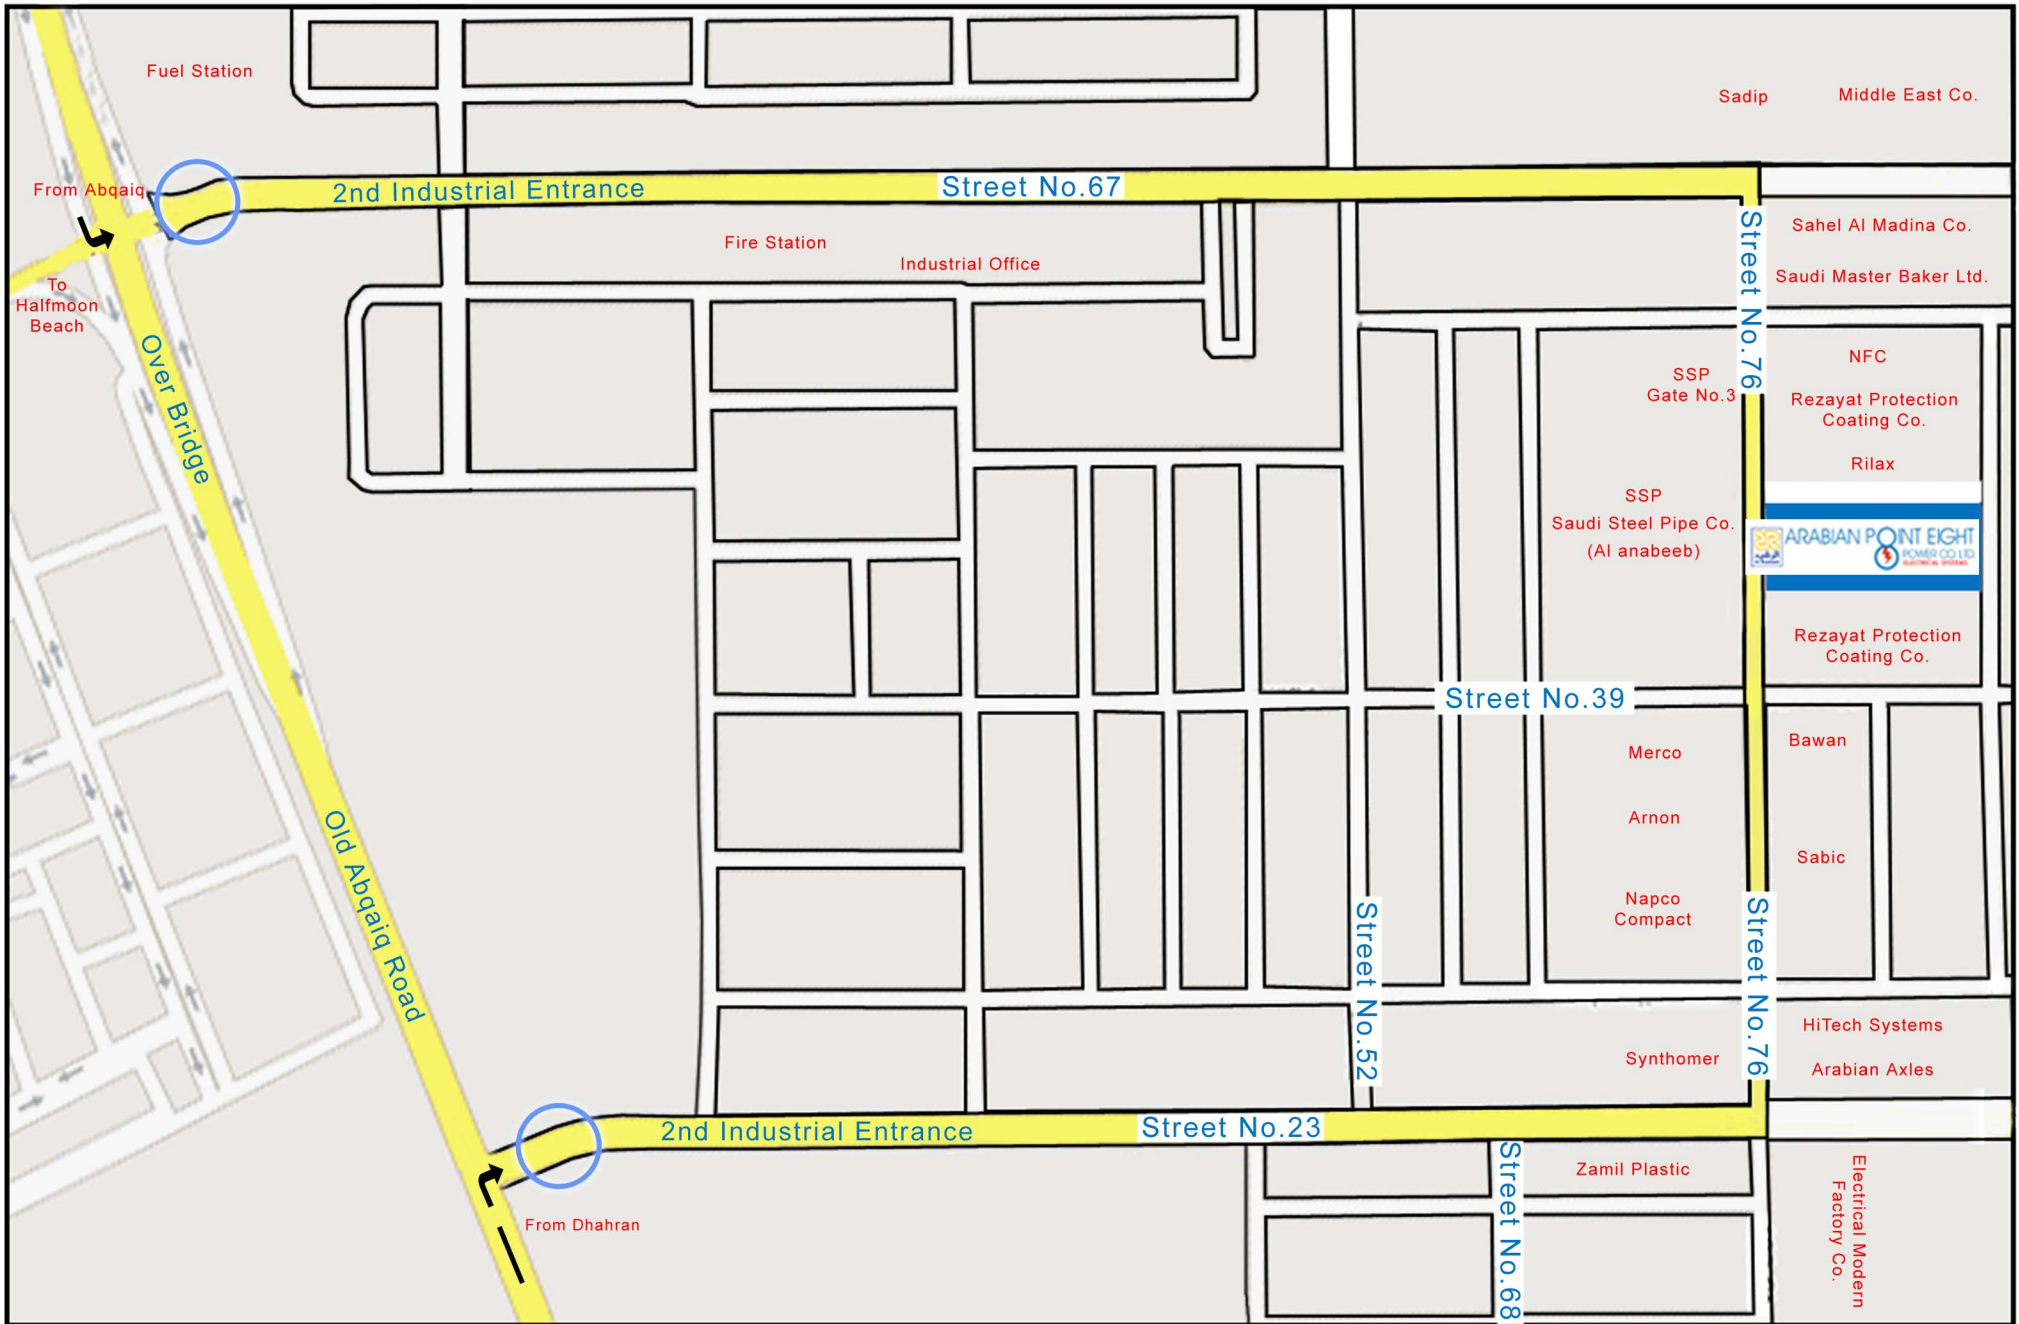 Fuel Station
Sadip
Middle East Co.
From Abqaiq
2nd Industrial Entrance
Street No.67
Fire Station
Industrial Office
Street No.76
Sahel Al Madina Co.
Saudi Master Baker Ltd.
To
Halfmoon
Beach
Over Bridge
SSP
Gate No.3
NFC
Rezayat Protection
Coating Co.
Rilax
SSP
Saudi Steel Pipe Co.
(Al anabeeb)
ARABIAN POINT EIGHT
POWER CO.LTD.
ELECTRICAL SYSTEMS
Rezayat Protection
Coating Co.
Street No.39
Merco
Bawan
Arnon
Sabic
Napco
Compact
Old Abqaiq Road
Street No.52
Street No.76
HiTech Systems
Synthomer
Arabian Axles
2nd Industrial Entrance
Street No.23
Zamil Plastic
Street No.68
Electrical Modern
Factory Co.
From Dhahran